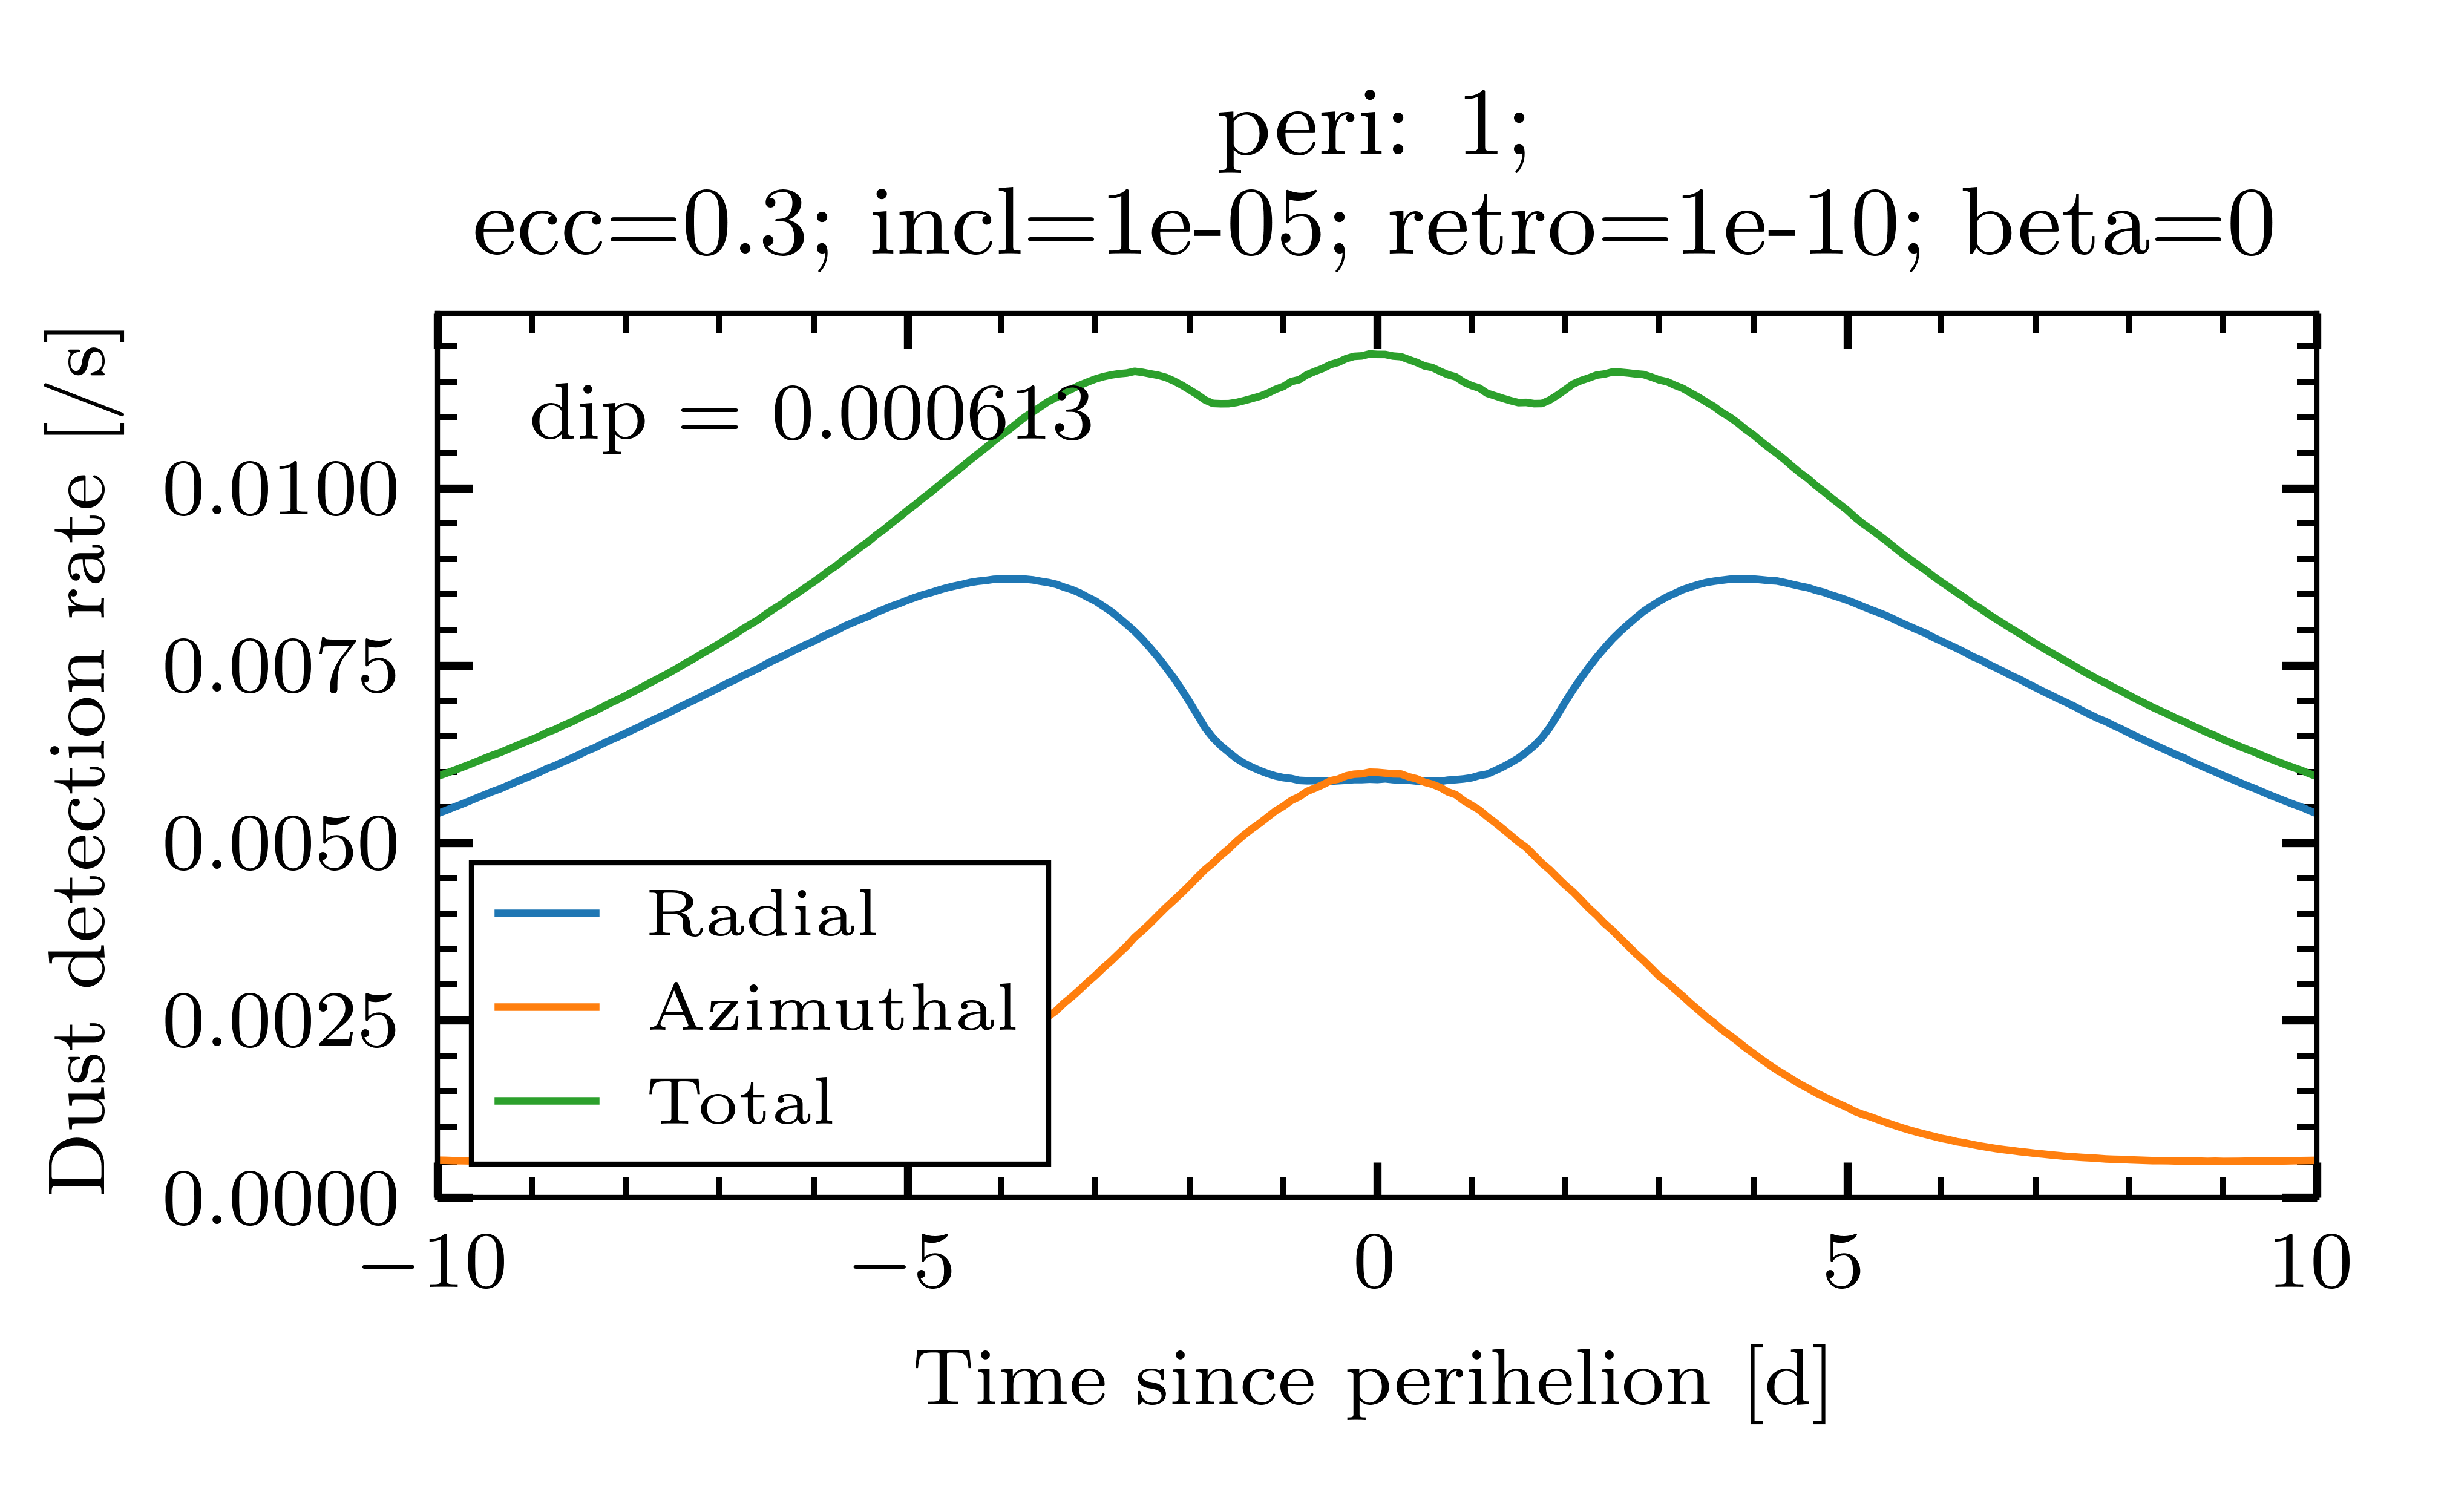 peri: 1;
ecc=0.3; incl=1e-05; retro=1e-10; beta=0
Dust detection rate [/s]
dip = 0.000613
0.0100
0.0075
0.0050
0.0025
0.0000
Radial
Azimuthal
Total
−10
−5
0
5
10
Time since perihelion [d]